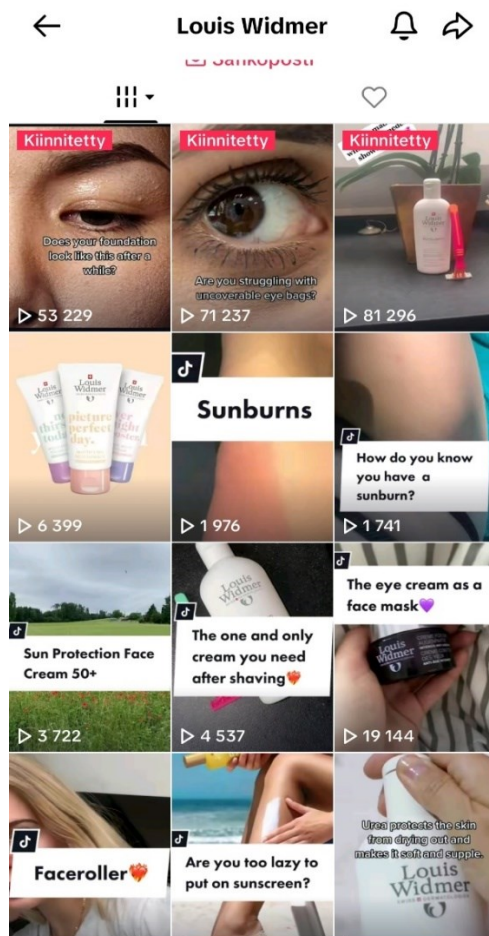 Louis Widmer
Sähköposti
Kiinnitetty
Does your foundation
look like this after a
while?
53 229
Kiinnitetty
Are you struggling with
uncoverable eye bags?
71 237
Kiinnitetty
Louis
Widmer
81 296
Louis
Widmer
Louis
Widmer
picture
perfect
day.
Louis
Widmer
6 399
Sunburns
1 976
How do you know
you have a
sunburn?
1 741
Sun Protection Face
Cream 50+
3 722
Louis
Widmer
The one and only
cream you need
after shaving❤️‍🔥
4 537
The eye cream as a
face mask💜
Louis
Widmer
19 144
Faceroller❤️‍🔥
Are you too lazy to
put on sunscreen?
Urea protects the skin
from drying out and
makes it soft and supple.
Louis
Widmer